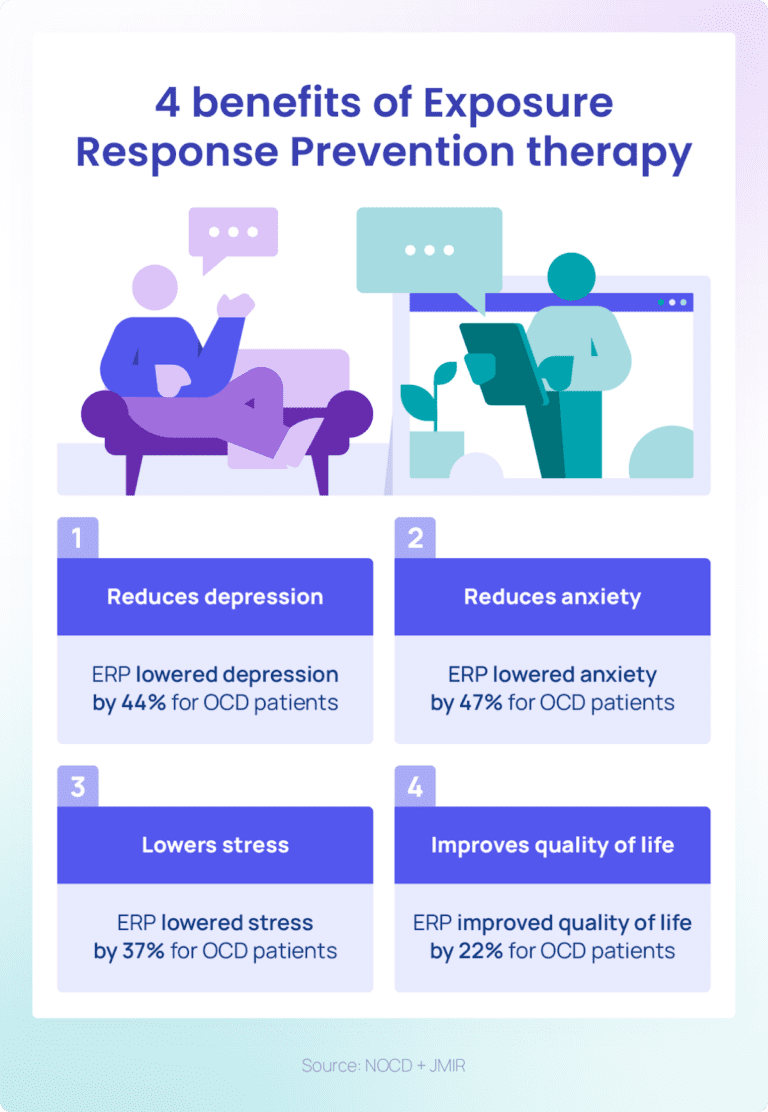 4 benefits of Exposure
Response Prevention therapy
1
Reduces depression
ERP lowered depression
by 44% for OCD patients
2
Reduces anxiety
ERP lowered anxiety
by 47% for OCD patients
3
Lowers stress
ERP lowered stress
by 37% for OCD patients
4
Improves quality of life
ERP improved quality of life
by 22% for OCD patients
Source: NOCD + JMIR